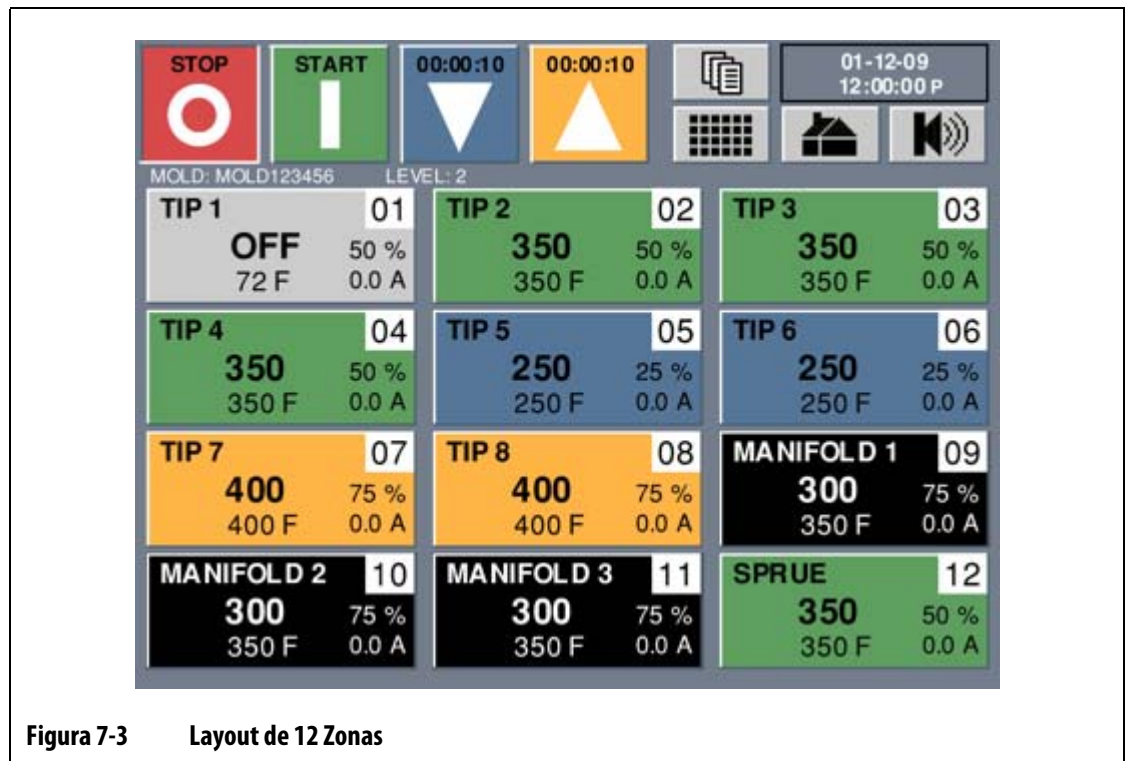 STOP START 00:00:10 00:00:10 01-12-09
12:00:00 P
MOLD: MOLD123456 LEVEL: 2
TIP 1 01 TIP 2 02 TIP 3 03
OFF 50 % 350 50 % 350 50 %
72 F 0.0 A 350 F 0.0 A 350 F 0.0 A
TIP 4 04 TIP 5 05 TIP 6 06
350 50 % 250 25 % 250 25 %
350 F 0.0 A 250 F 0.0 A 250 F 0.0 A
TIP 7 07 TIP 8 08 MANIFOLD 1 09
400 75 % 400 75 % 300 75 %
400 F 0.0 A 400 F 0.0 A 350 F 0.0 A
MANIFOLD 2 10 MANIFOLD 3 11 SPRUE 12
300 75 % 300 75 % 350 50 %
350 F 0.0 A 350 F 0.0 A 350 F 0.0 A
Figura 7-3 Layout de 12 Zonas